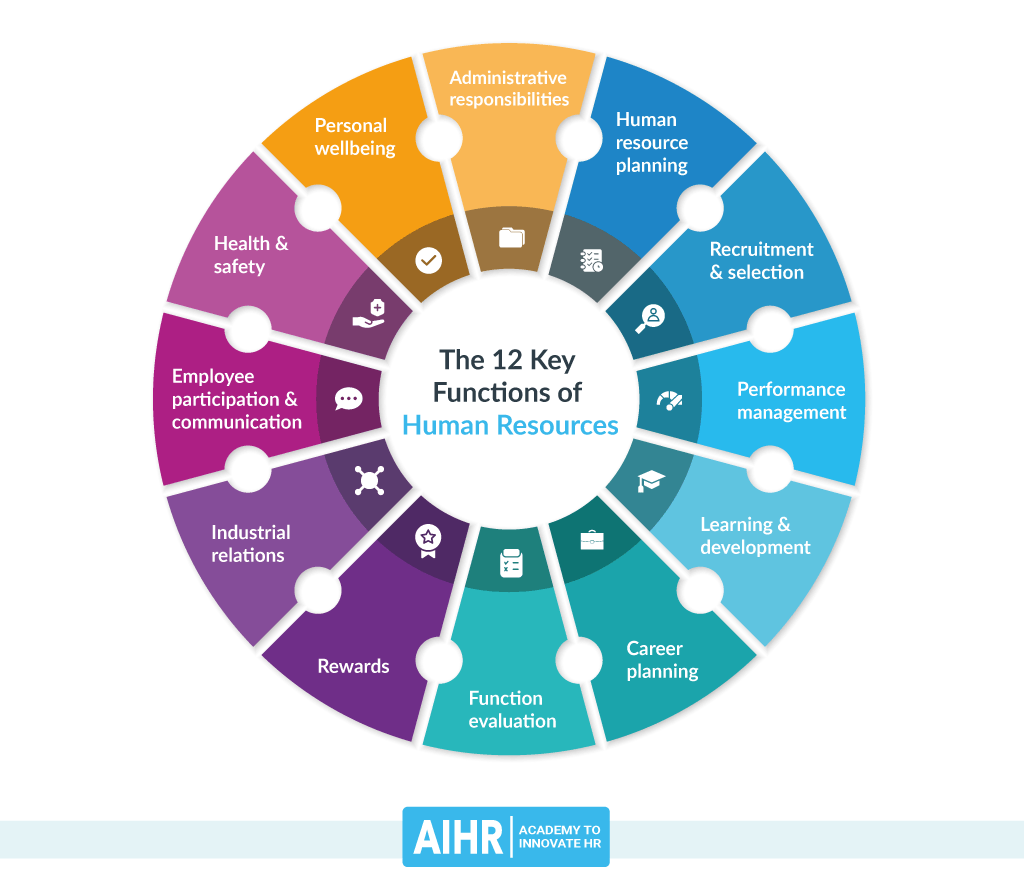 The 12 Key
Functions of
Human Resources
Administrative
responsibilities
Human
resource
planning
Recruitment
& selection
Performance
management
Learning &
development
Career
planning
Function
evaluation
Rewards
Industrial
relations
Employee
participation &
communication
Health &
safety
Personal
wellbeing
AIHR
ACADEMY TO
INNOVATE HR